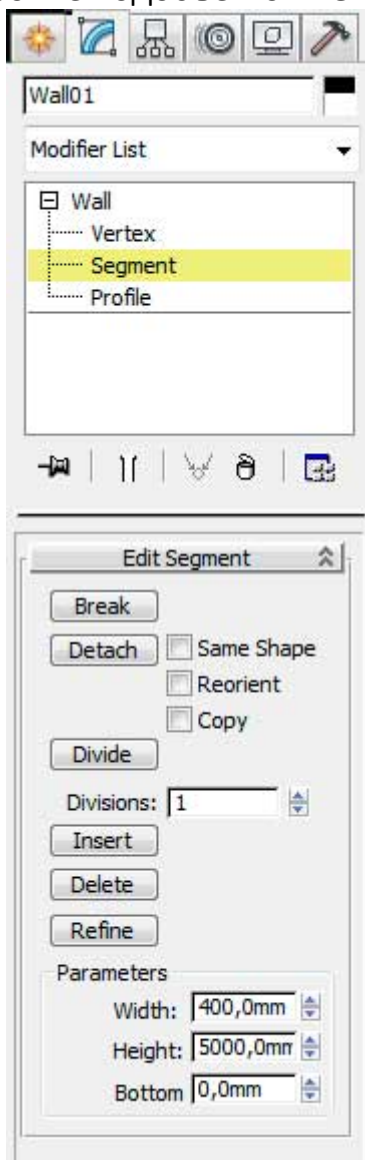 Wall01
Modifier List
Wall
Vertex
Segment
Profile
Edit Segment
Break
Detach Same Shape
Reorient
Copy
Divide
Divisions: 1
Insert
Delete
Refine
Parameters
Width: 400,0mm
Height: 5000,0mm
Bottom 0,0mm